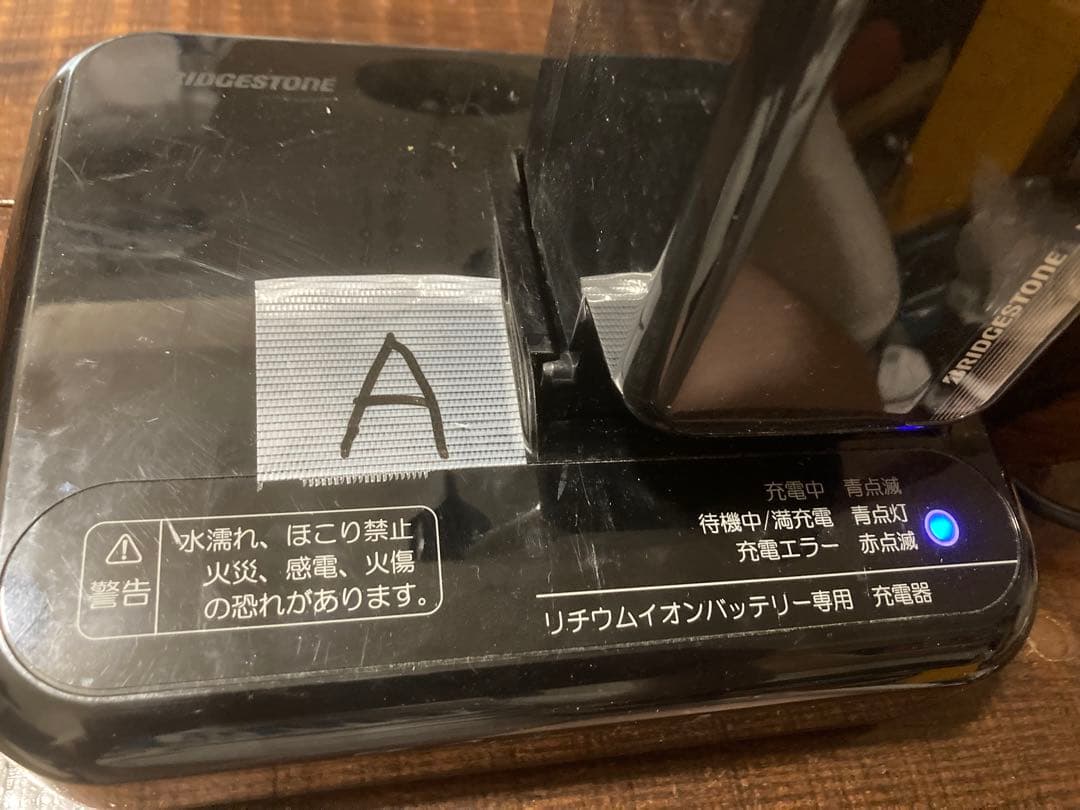 BRIDGESTONE
A
BRIDGESTONE
充電中 青点滅
待機中/満充電 青点灯
充電エラー 赤点滅
リチウムイオンバッテリー専用 充電器
警告
水濡れ、ほこり禁止
火災、感電、火傷
の恐れがあります。